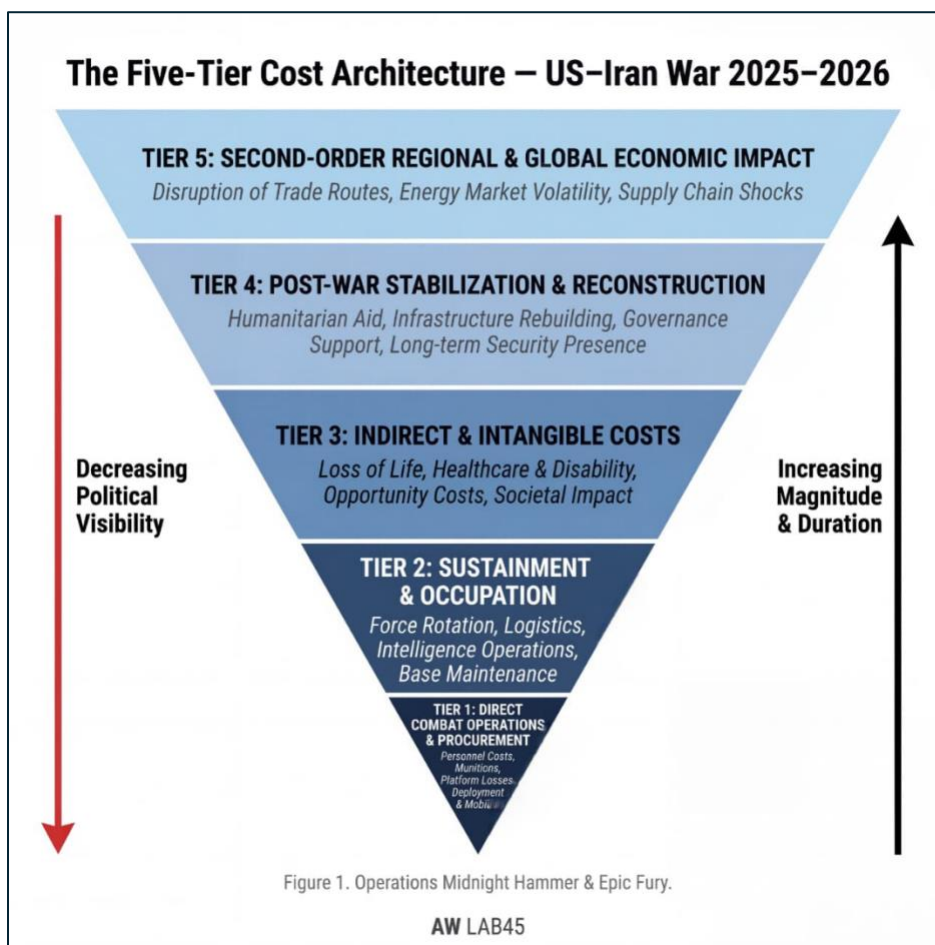 The Five-Tier Cost Architecture — US–Iran War 2025–2026
TIER 5: SECOND-ORDER REGIONAL & GLOBAL ECONOMIC IMPACT
Disruption of Trade Routes, Energy Market Volatility, Supply Chain Shocks
TIER 4: POST-WAR STABILIZATION & RECONSTRUCTION
Humanitarian Aid, Infrastructure Rebuilding, Governance
Support, Long-term Security Presence
TIER 3: INDIRECT & INTANGIBLE COSTS
Loss of Life, Healthcare & Disability,
Opportunity Costs, Societal Impact
Decreasing
Political
Visibility
Increasing
Magnitude
& Duration
TIER 2: SUSTAINMENT
& OCCUPATION
Force Rotation, Logistics,
Intelligence Operations,
Base Maintenance
TIER 1: DIRECT
COMBAT OPERATIONS
& PROCUREMENT
Personnel Costs,
Munitions,
Platform Losses
Deployment
&
Figure 1. Operations Midnight Hammer & Epic Fury.
AW LAB45